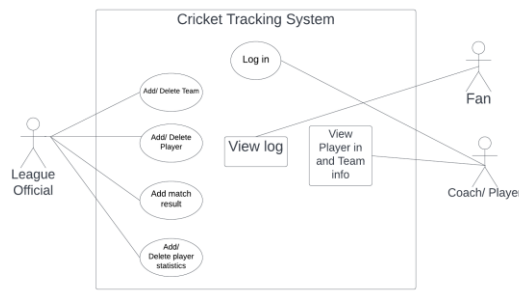 Cricket Tracking System
Log in
Add/ Delete Team
Fan
Add/ Delete
Player
View log
View
Player in
and Team
info
League
Official
Coach/ Player
Add match
result
Add/
Delete player
statistics